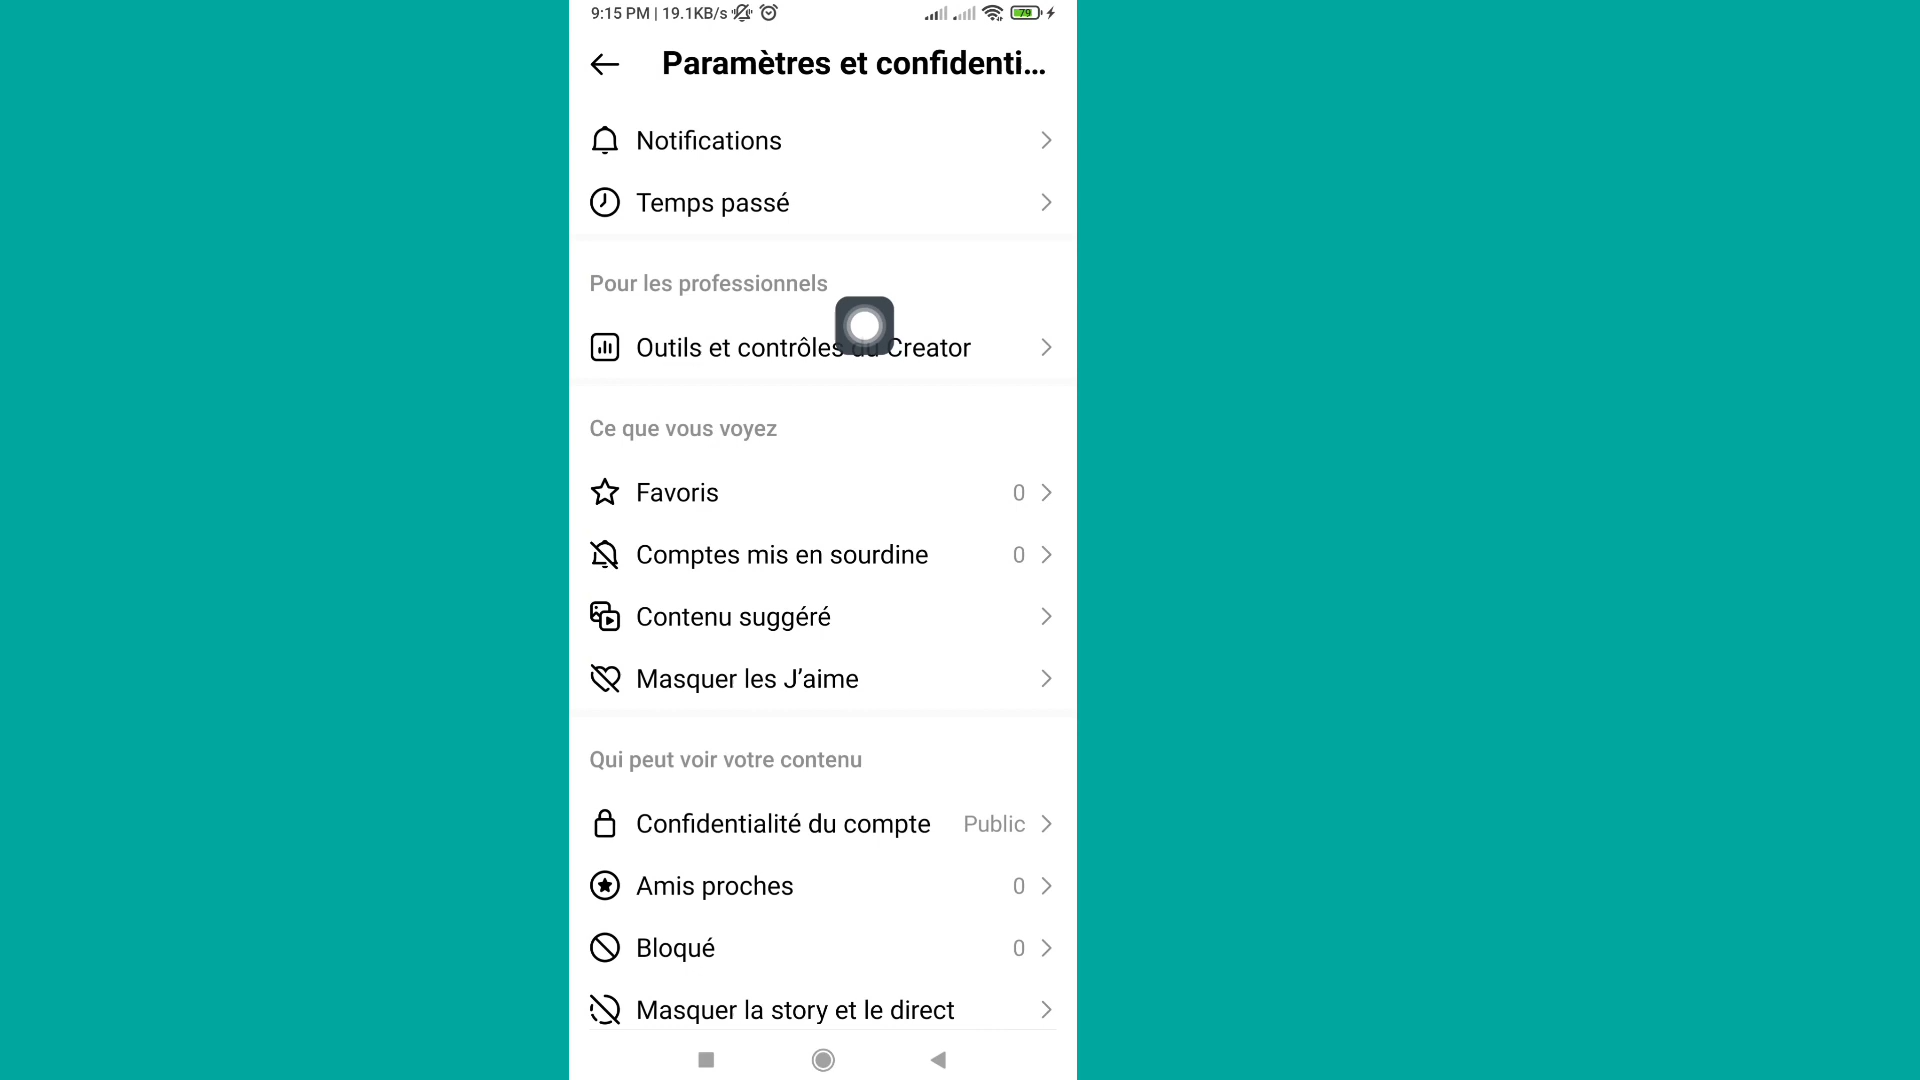 9:15 PM | 19.1KB/s 79
Paramètres et confidenti...
Notifications
Temps passé
Pour les professionnels
Outils et contrôles du Creator
Ce que vous voyez
Favoris 0
Comptes mis en sourdine 0
Contenu suggéré
Masquer les J’aime
Qui peut voir votre contenu
Confidentialité du compte Public
Amis proches 0
Bloqué 0
Masquer la story et le direct